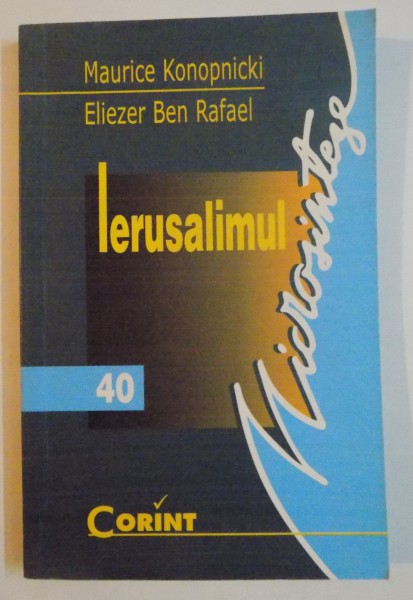 Maurice Konopnicki
Eliezer Ben Rafael
Ierusalimul
Microsinteze
40
CORINT